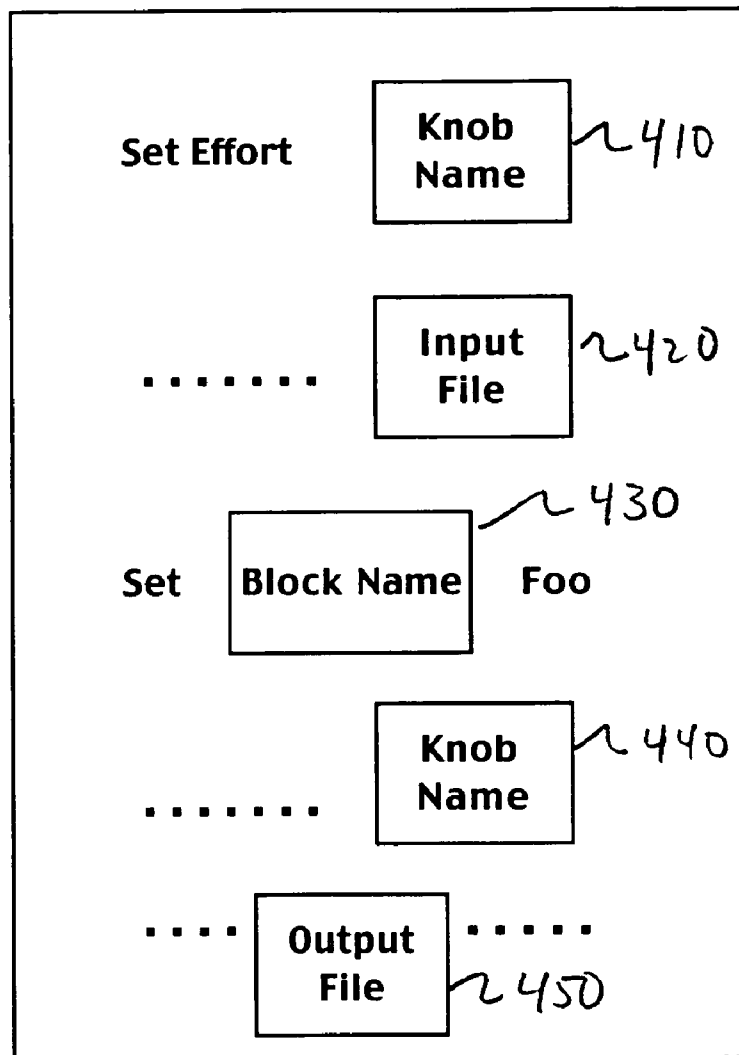 Set Effort Knob Name 410
....... Input File 420
430
Set Block Name Foo
Knob Name 440
.......
.... Output File .....
450